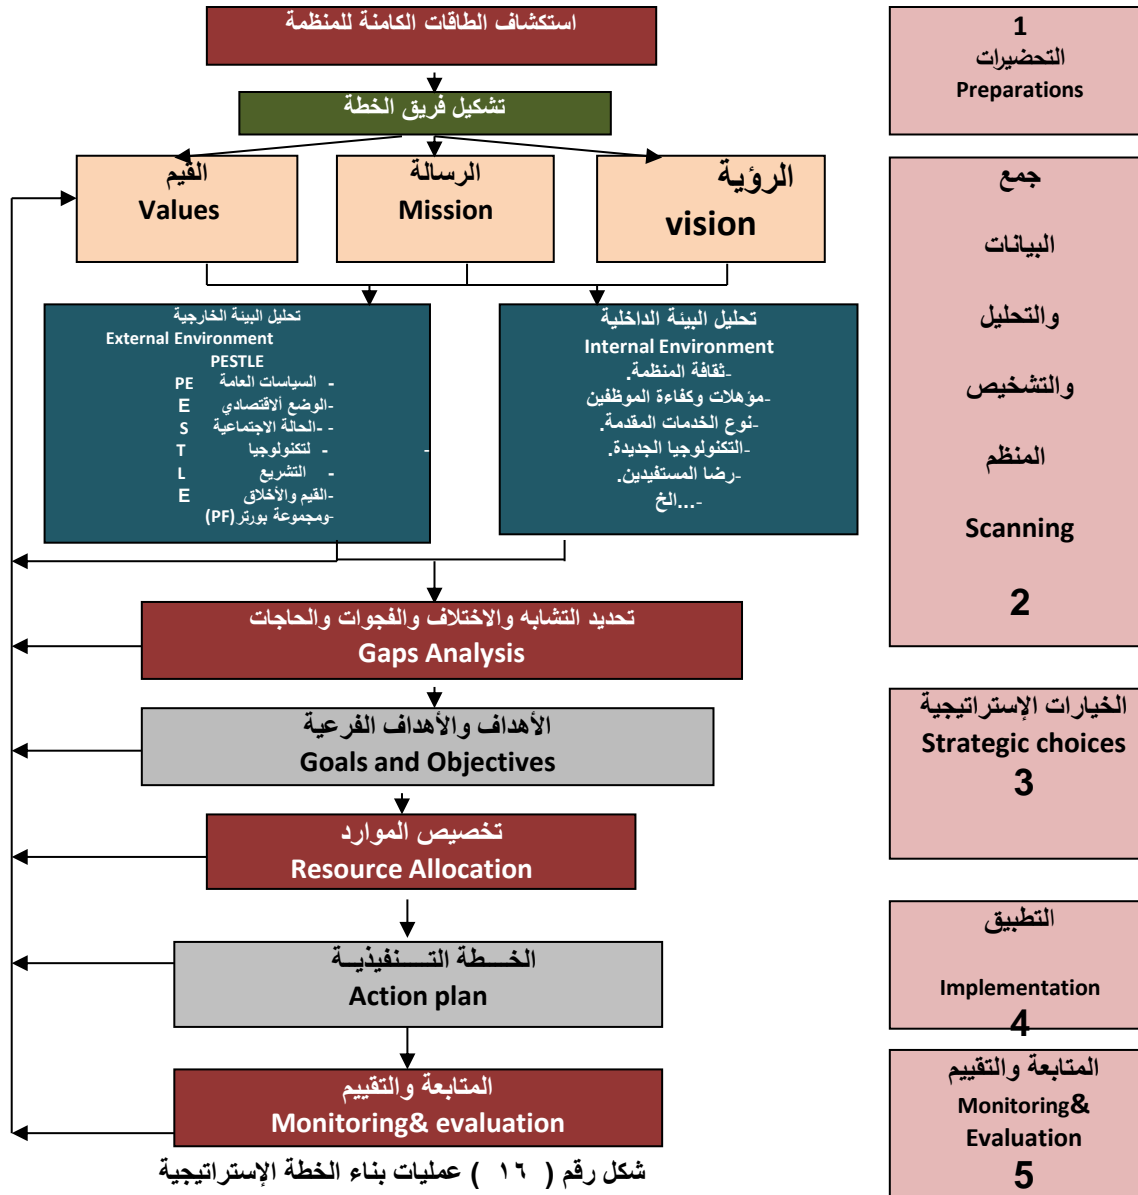 استكشاف الطاقات الكامنة للمنظمة
تشكيل فريق الخطة
الرؤية
vision
الرسالة
Mission
القيم
Values
تحليل البيئة الداخلية
Internal Environment
-ثقافة المنظمة.
-مؤهلات وكفاءة الموظفين
-نوع الخدمات المقدمة.
-التكنولوجيا الجديدة.
-رضا المستفيدين.
-...الخ
تحليل البيئة الخارجية
External Environment
PESTLE
- السياسات العامة PE
-الوضع ألاقتصادي E
- -الحالة الاجتماعية S
- - لتكنولوجيا T
- التشريع L
-القيم والأخلاق E
-ومجموعة بورتر(PF)
تحديد التشابه والاختلاف والفجوات والحاجات
Gaps Analysis
الأهداف والأهداف الفرعية
Goals and Objectives
تخصيص الموارد
Resource Allocation
الخـــطة التـــــنفيذيــة
Action plan
المتابعة والتقييم
Monitoring& evaluation
شكل رقم ( ١٦ ) عمليات بناء الخطة الإستراتيجية
1
التحضيرات
Preparations
جمع
البيانات
والتحليل
والتشخيص
المنظم
Scanning
2
الخيارات الإستراتيجية
Strategic choices
3
التطبيق
Implementation
4
المتابعة والتقييم
Monitoring&
Evaluation
5